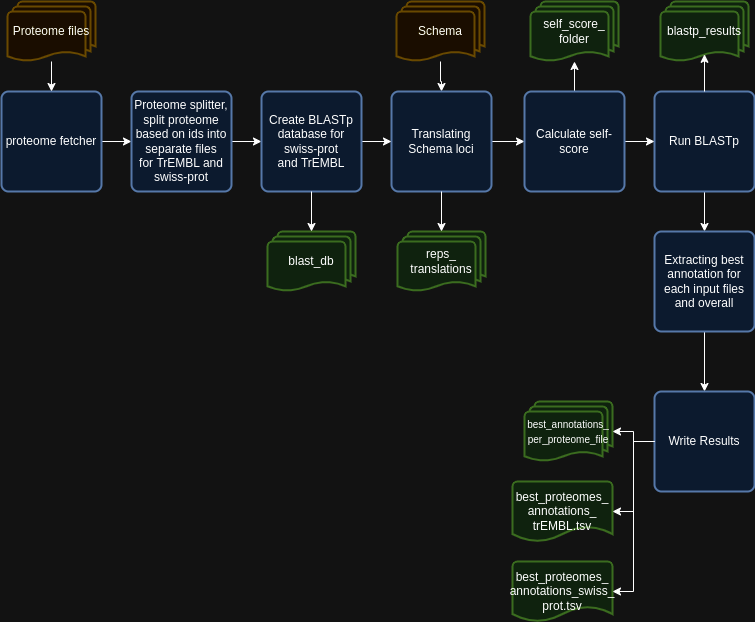 Proteome files
Schema
self_score_
folder
blastp_results
proteome fetcher
Proteome splitter,
split proteome
based on ids into
separate files
for TrEMBL and
swiss-prot
Create BLASTp
database for
swiss-prot
and TrEMBL
Translating
Schema loci
Calculate self-
score
Run BLASTp
blast_db
reps_
translations
Extracting best
annotation for
each input files
and overall
best_annotations_
per_proteome_file
Write Results
best_proteomes_
annotations_
trEMBL.tsv
best_proteomes_
annotations_swiss_
prot.tsv